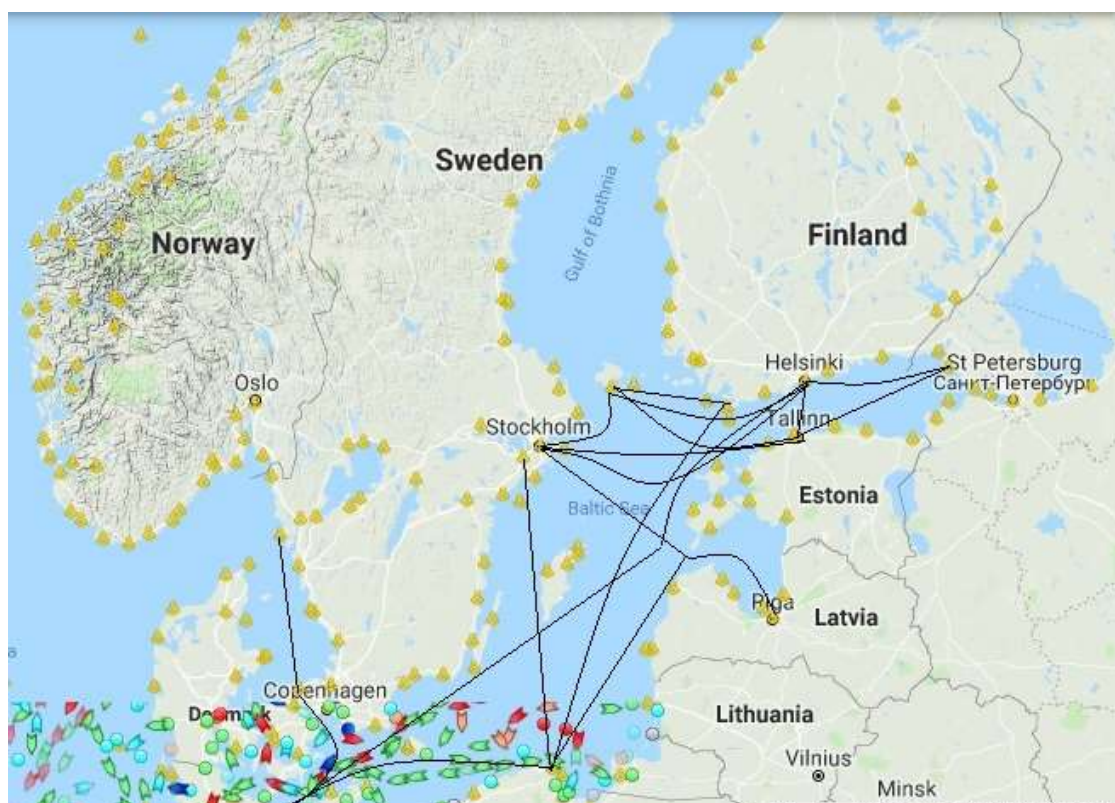 Sweden
Gulf of Bothnia
Norway
Finland
Helsinki
St Petersburg
Санкт-Петербург
Oslo
Stockholm
Tallinn
Estonia
Baltic Sea
Riga
Latvia
Copenhagen
Denmark
Lithuania
Vilnius
Minsk